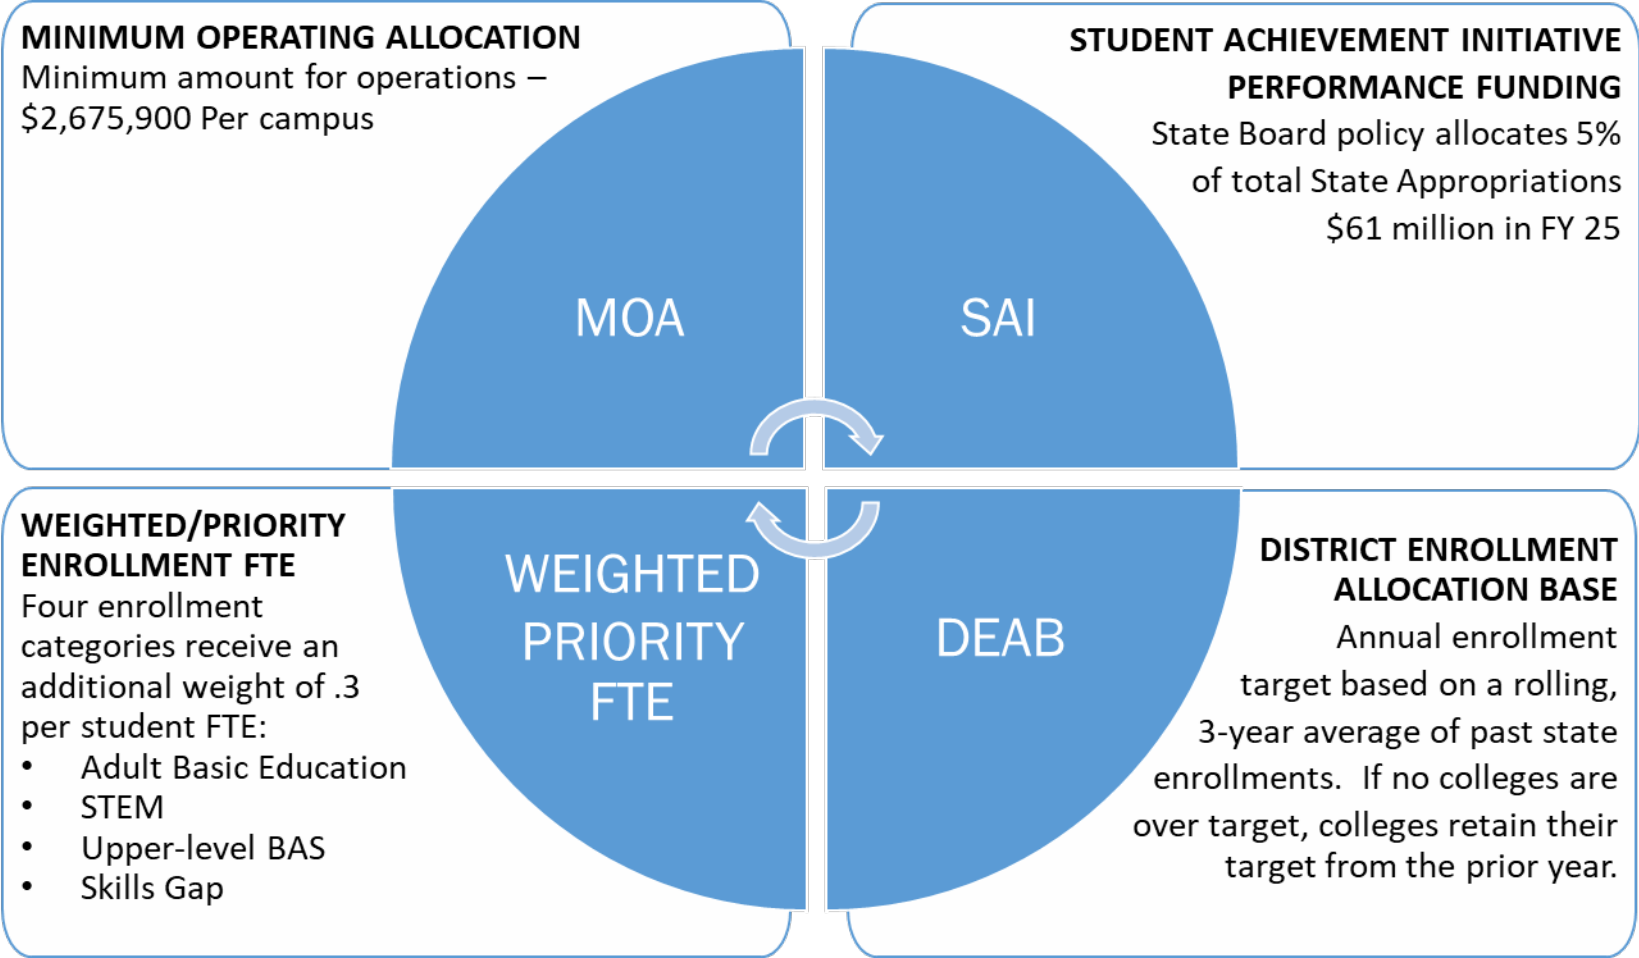 MINIMUM OPERATING ALLOCATION
Minimum amount for operations –
$2,675,900 Per campus
STUDENT ACHIEVEMENT INITIATIVE
PERFORMANCE FUNDING
State Board policy allocates 5%
of total State Appropriations
$61 million in FY 25
MOA
SAI
WEIGHTED/PRIORITY
ENROLLMENT FTE
Four enrollment
categories receive an
additional weight of .3
per student FTE:
• Adult Basic Education
• STEM
• Upper-level BAS
• Skills Gap
WEIGHTED
PRIORITY
FTE
DEAB
DISTRICT ENROLLMENT
ALLOCATION BASE
Annual enrollment
target based on a rolling,
3-year average of past state
enrollments.  If no colleges are
over target, colleges retain their
target from the prior year.